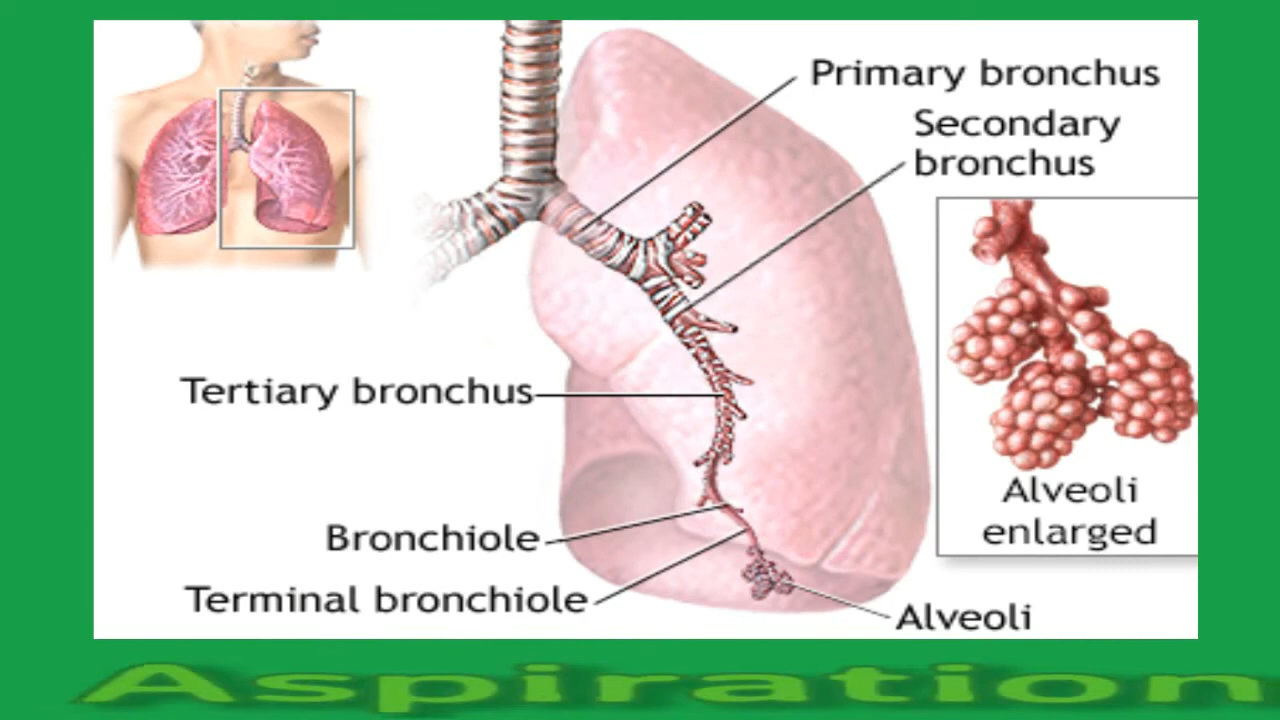 Primary bronchus
Secondary
bronchus
Tertiary bronchus
Alveoli
enlarged
Bronchiole
Terminal bronchiole
Alveoli
Aspiration